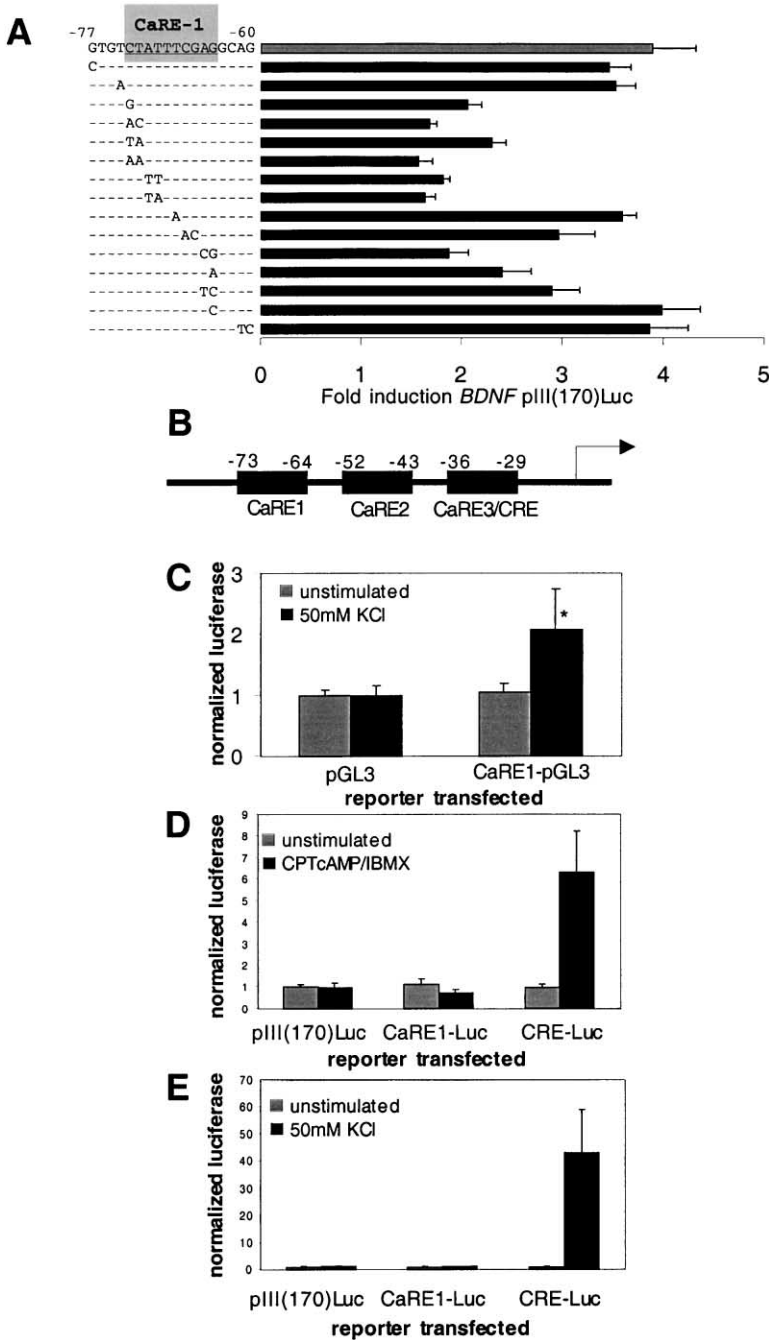 A
CaRE-1
-77 -60
GTGTCTATTTCGAGGCAG
C-----------------
---A--------------
----G-------------
----AC------------
----TA------------
----AA------------
------TT----------
------TA----------
---------A--------
----------AC------
------------CG----
-------------A----
------------TC----
-------------C----
----------------TC
0 1 2 3 4 5
Fold induction BDNF pIII(170)Luc
B
-73 -64 -52 -43 -36 -29
CaRE1 CaRE2 CaRE3/CRE
C
normalized luciferase
3
2
1
0
unstimulated
50mM KCl
*
pGL3 CaRE1-pGL3
reporter transfected
D
normalized luciferase
9
8
7
6
5
4
3
2
1
0
unstimulated
CPTcAMP/IBMX
pIII(170)Luc CaRE1-Luc CRE-Luc
reporter transfected
E
normalized luciferase
70
60
50
40
30
20
10
0
unstimulated
50mM KCl
pIII(170)Luc CaRE1-Luc CRE-Luc
reporter transfected